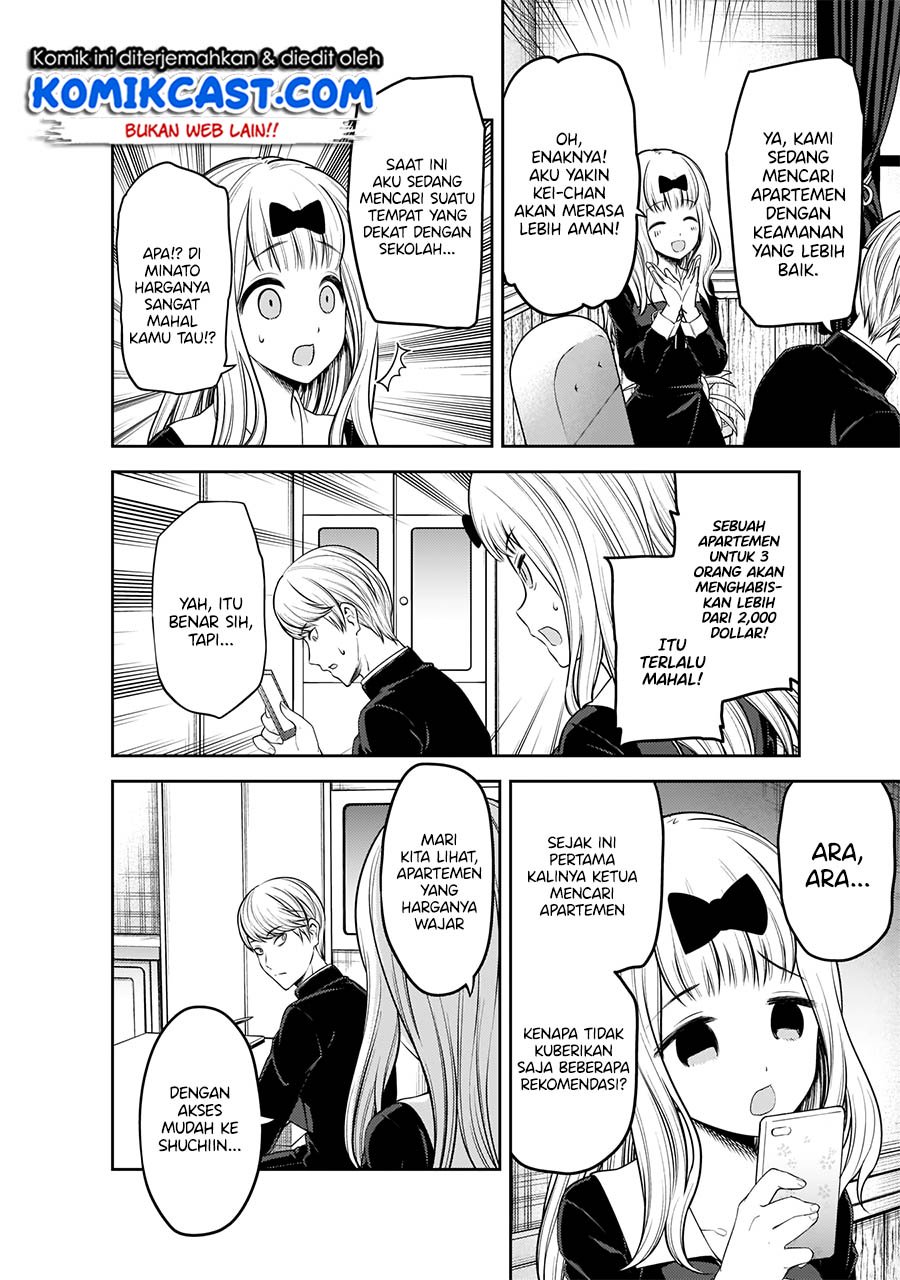 Komik ini diterjemahkan & diedit oleh
KOMIKCAST.COM
BUKAN WEB LAIN!!
YA, KAMI
SEDANG
MENCARI
APARTEMEN
DENGAN
KEAMANAN
YANG LEBIH
BAIK.
OH,
ENAKNYA!
AKU YAKIN
KEI-CHAN
AKAN MERASA
LEBIH AMAN!
SAAT INI
AKU SEDANG
MENCARI SUATU
TEMPAT YANG
DEKAT DENGAN
SEKOLAH...
APA!? DI
MINATO
HARGANYA
SANGAT
MAHAL
KAMU TAU!?
SEBUAH
APARTEMEN
UNTUK 3
ORANG AKAN
MENGHABIS-
KAN LEBIH
DARI 2,000
DOLLAR!
ITU
TERLALU
MAHAL!
YAH, ITU
BENAR SIH,
TAPI...
ARA,
ARA...
SEJAK INI
PERTAMA
KALINYA KETUA
MENCARI
APARTEMEN
KENAPA TIDAK
KUBERIKAN
SAJA BEBERAPA
REKOMENDASI?
MARI
KITA LIHAT,
APARTEMEN
YANG
HARGANYA
WAJAR
DENGAN
AKSES
MUDAH KE
SHUCHIIN...